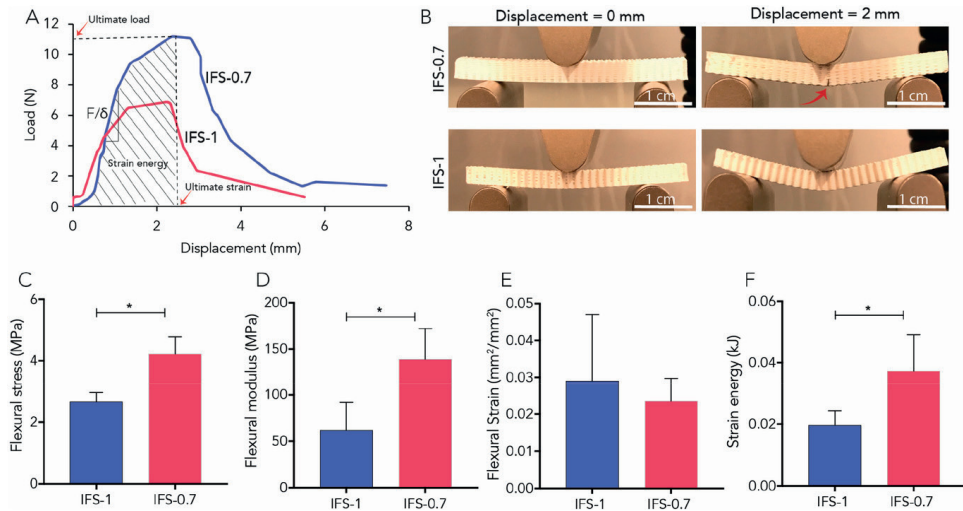 A
Load (N)
12
10
8
6
4
2
0
0
2
4
6
8
Displacement (mm)
Ultimate load
IFS-0.7
F/δ
IFS-1
Strain energy
Ultimate strain
B
Displacement = 0 mm
Displacement = 2 mm
IFS-0.7
1 cm
1 cm
IFS-1
1 cm
1 cm
C
Flexural stress (MPa)
6
4
2
0
*
IFS-1
IFS-0.7
D
Flexural modulus (MPa)
200
150
100
50
0
*
IFS-1
IFS-0.7
E
Flexural Strain (mm²/mm²)
0.05
0.04
0.03
0.02
0.01
0.00
IFS-1
IFS-0.7
F
Strain energy (kJ)
0.06
0.04
0.02
0.00
*
IFS-1
IFS-0.7